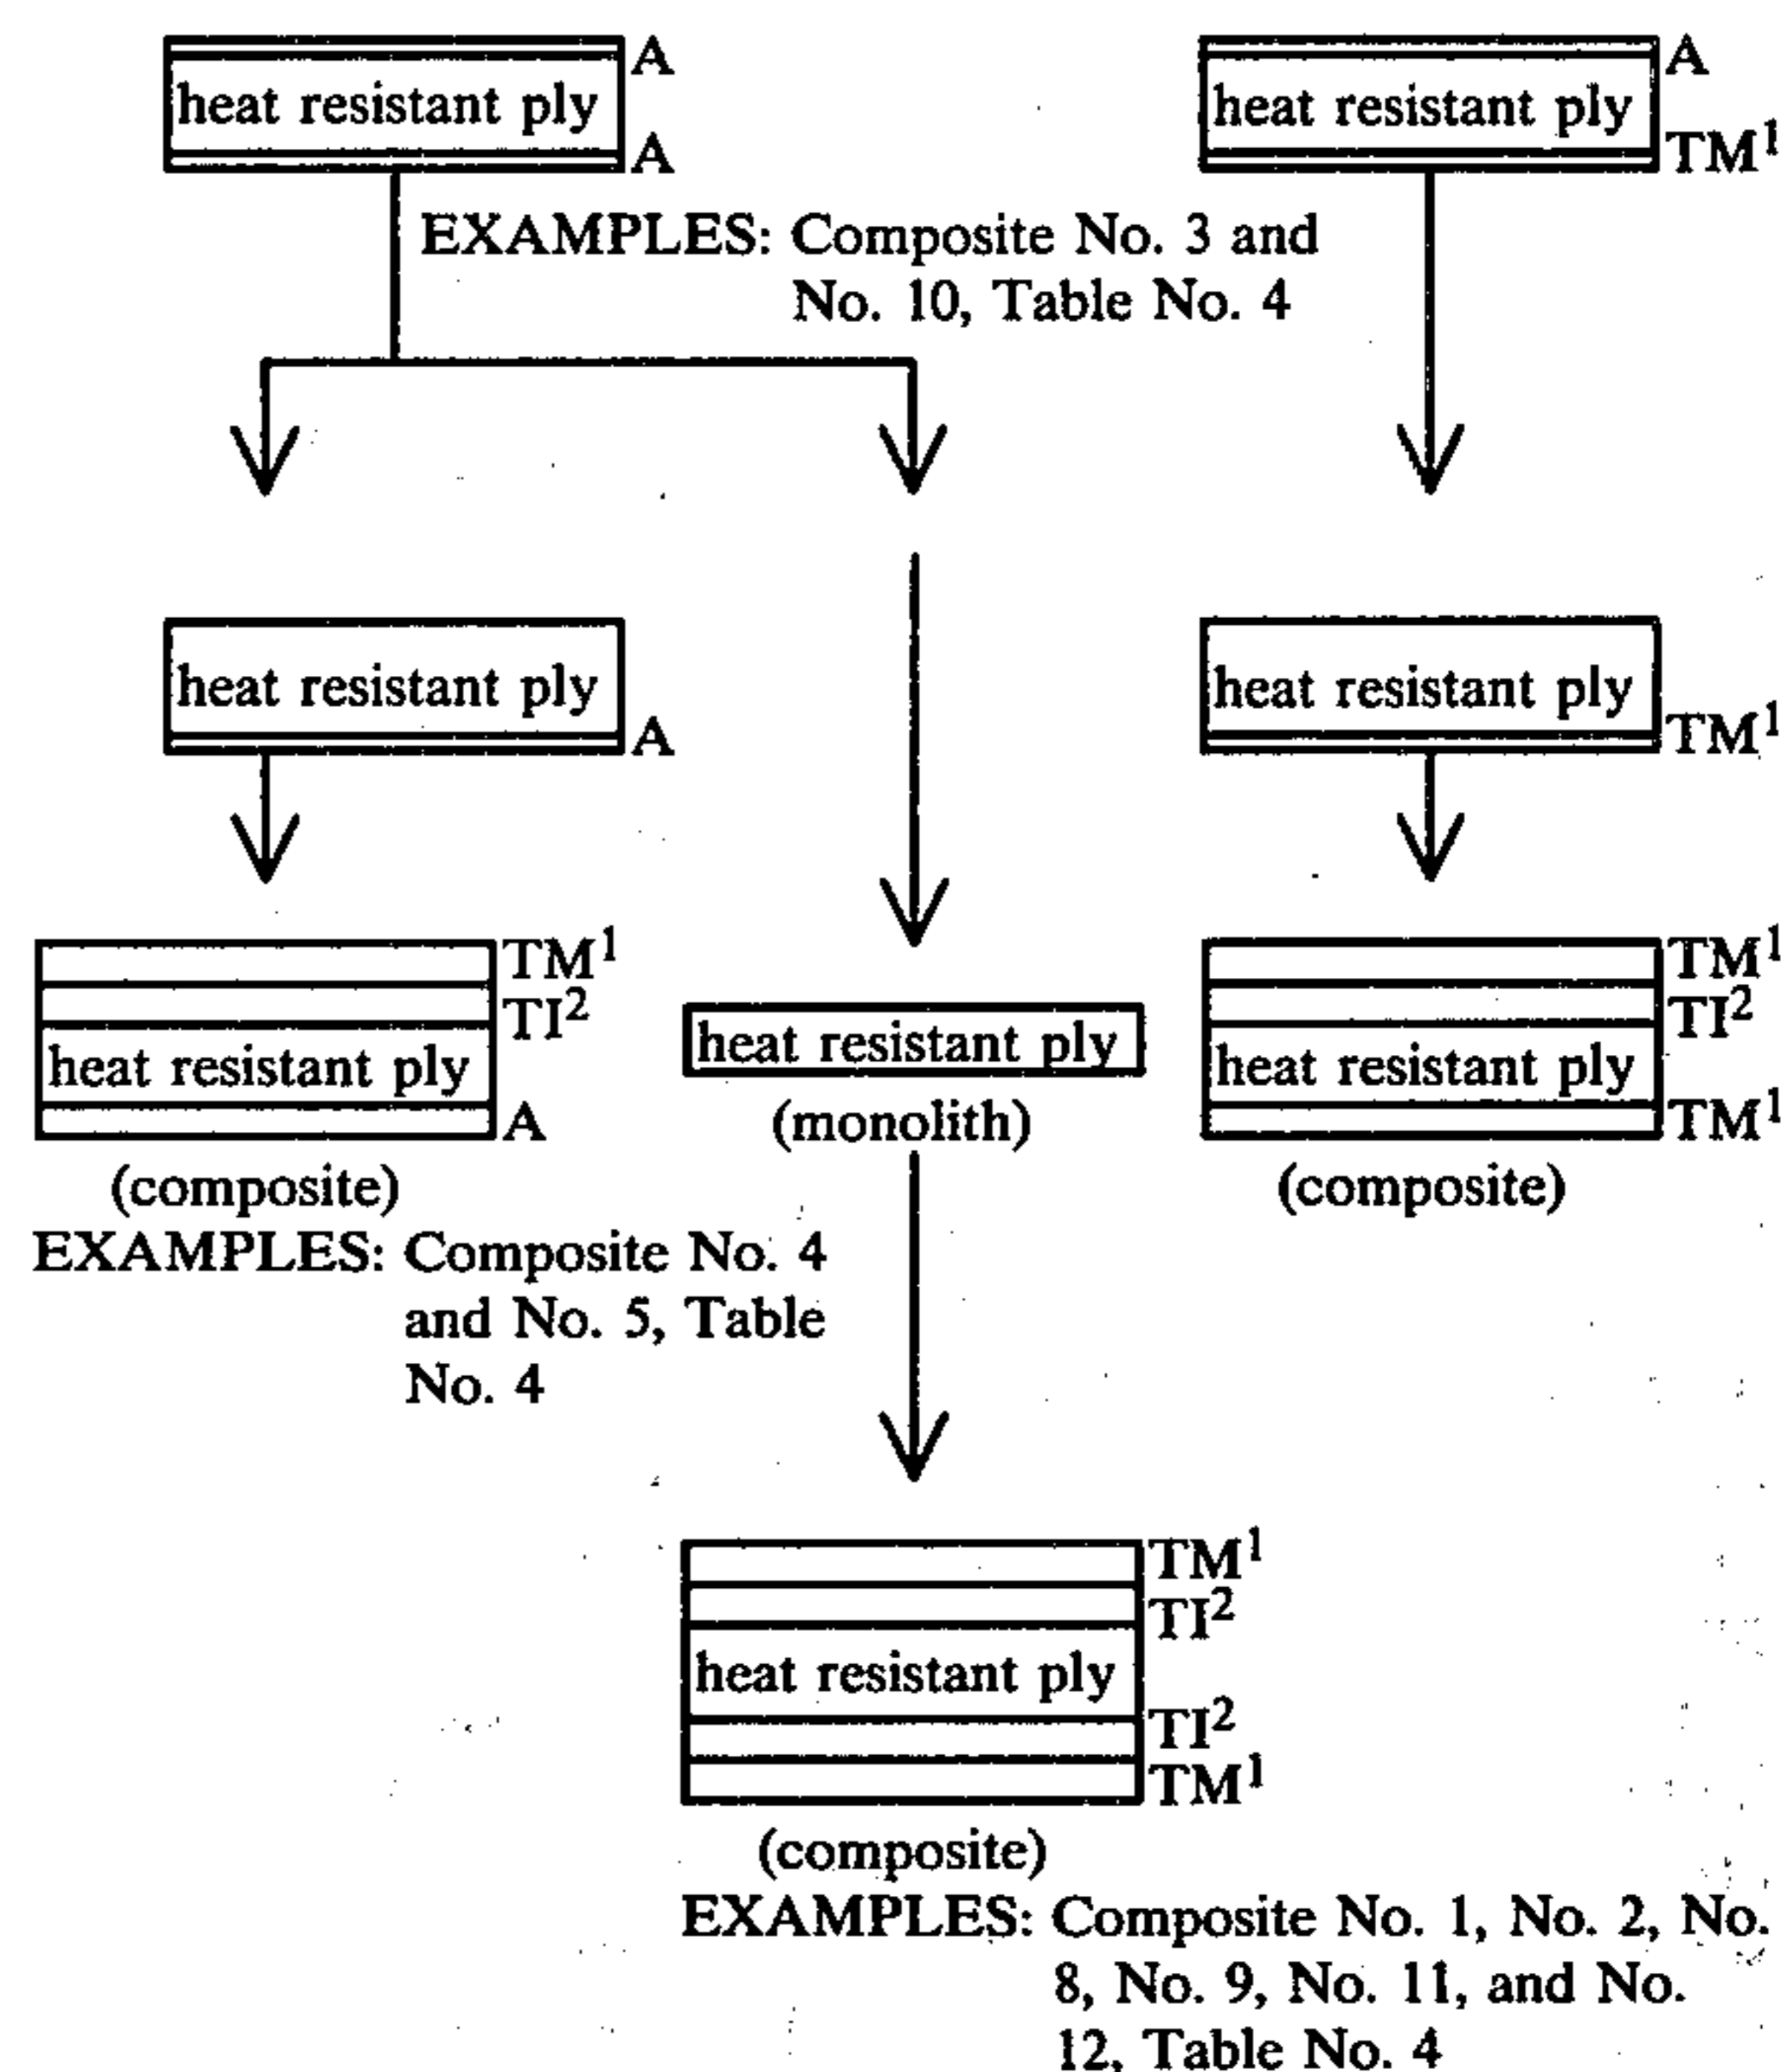 A
heat resistant ply
A
A
heat resistant ply
TM¹
EXAMPLES: Composite No. 3 and
No. 10, Table No. 4
heat resistant ply
A
heat resistant ply
TM¹
TM¹
TI²
heat resistant ply
A
(composite)
EXAMPLES: Composite No. 4
and No. 5, Table
No. 4
heat resistant ply
(monolith)
TM¹
TI²
heat resistant ply
TM¹
(composite)
TM¹
TI²
heat resistant ply
TI²
TM¹
(composite)
EXAMPLES: Composite No. 1, No. 2, No.
8, No. 9, No. 11, and No.
12, Table No. 4